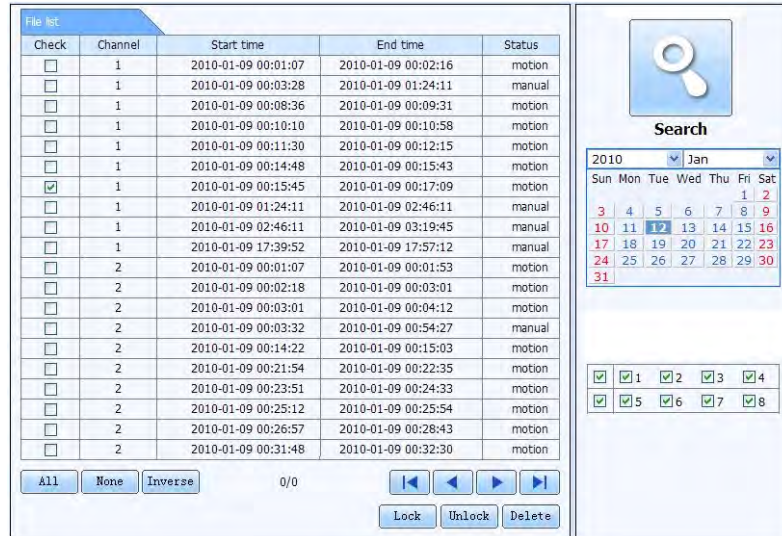 File list
Check Channel Start time End time Status
1 2010-01-09 00:01:07 2010-01-09 00:02:16 motion
1 2010-01-09 00:03:28 2010-01-09 01:24:11 manual
1 2010-01-09 00:08:36 2010-01-09 00:09:31 motion
1 2010-01-09 00:10:10 2010-01-09 00:10:58 motion
1 2010-01-09 00:11:30 2010-01-09 00:12:15 motion
1 2010-01-09 00:14:48 2010-01-09 00:15:43 motion
1 2010-01-09 00:15:45 2010-01-09 00:17:09 motion
1 2010-01-09 01:24:11 2010-01-09 02:46:11 manual
1 2010-01-09 02:46:11 2010-01-09 03:19:45 manual
1 2010-01-09 17:39:52 2010-01-09 17:57:12 manual
2 2010-01-09 00:01:07 2010-01-09 00:01:53 motion
2 2010-01-09 00:02:18 2010-01-09 00:03:01 motion
2 2010-01-09 00:03:01 2010-01-09 00:04:12 motion
2 2010-01-09 00:03:32 2010-01-09 00:54:27 manual
2 2010-01-09 00:14:22 2010-01-09 00:15:03 motion
2 2010-01-09 00:21:54 2010-01-09 00:22:35 motion
2 2010-01-09 00:23:51 2010-01-09 00:24:33 motion
2 2010-01-09 00:25:12 2010-01-09 00:25:54 motion
2 2010-01-09 00:26:57 2010-01-09 00:28:43 motion
2 2010-01-09 00:31:48 2010-01-09 00:32:30 motion
All None Inverse 0/0
Lock Unlock Delete
Search
2010 Jan
Sun Mon Tue Wed Thu Fri Sat
1 2
3 4 5 6 7 8 9
10 11 12 13 14 15 16
17 18 19 20 21 22 23
24 25 26 27 28 29 30
31
1 2 3 4
5 6 7 8